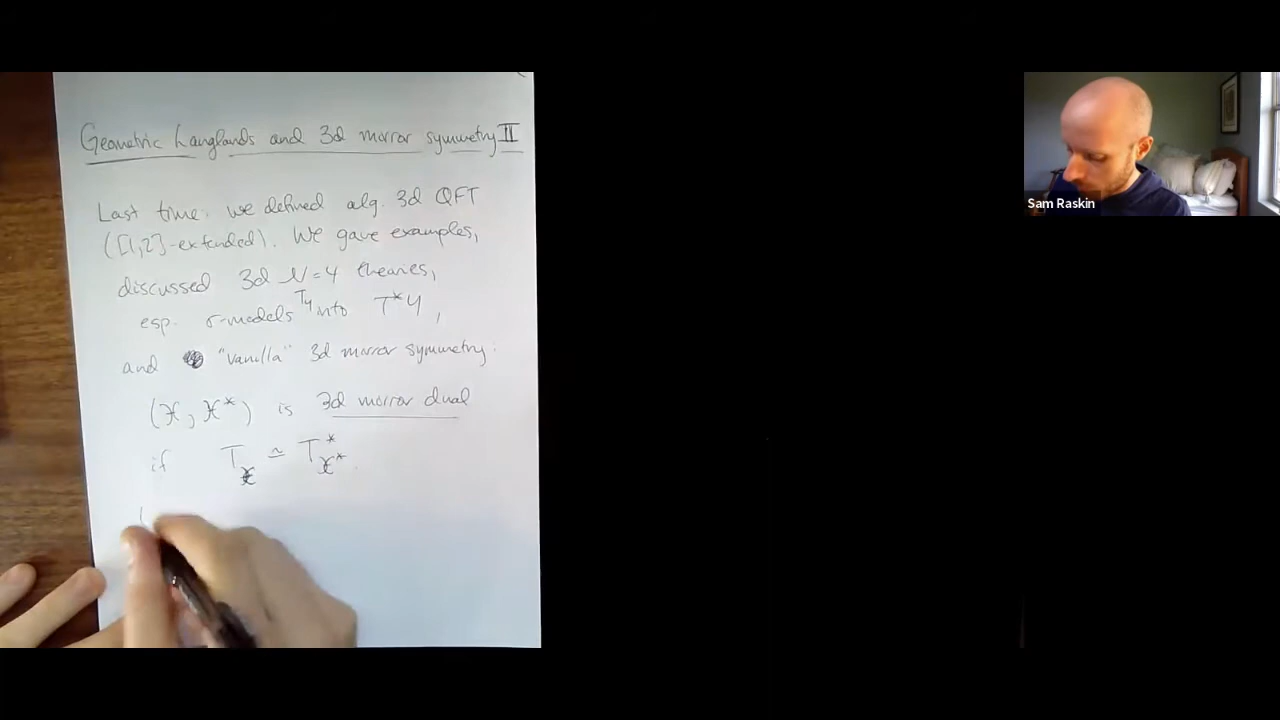 Geometric Langlands and 3d mirror symmetry II
Last time: we defined alg. 3d QFT
([1,2]-extended). We gave examples,
discussed 3d N=4 theories,
esp. σ-models T_Y into T*Y,
and "vanilla" 3d mirror symmetry:
(X, X*) is 3d mirror dual
if T_X ≃ T*_X*.
Sam Raskin